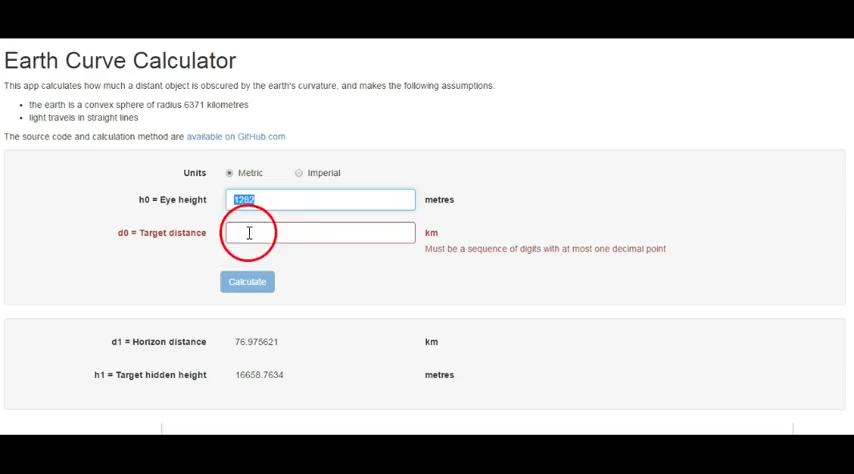 Earth Curve Calculator
This app calculates how much a distant object is obscured by the earth's curvature, and makes the following assumptions:
the earth is a convex sphere of radius 6371 kilometres
light travels in straight lines
The source code and calculation method are available on GitHub.com
Units Metric Imperial
h0 = Eye height 1282 metres
d0 = Target distance km
Must be a sequence of digits with at most one decimal point
Calculate
d1 = Horizon distance 76.975621 km
h1 = Target hidden height 16658.7634 metres